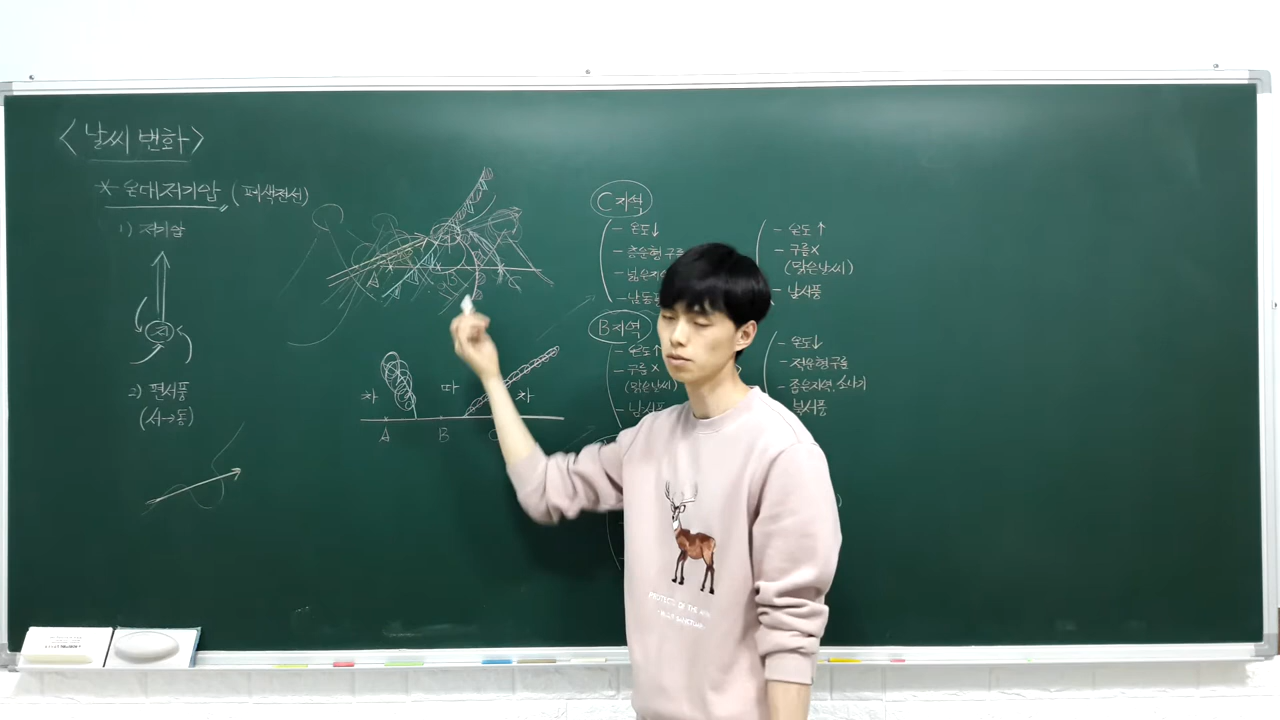 <날씨 변화>
* 온대저기압 (폐색전선)
1) 저기압
저
2) 편서풍
(서→동)
차
따
차
A
B
C
C지역
- 온도↓
- 층운형 구름
- 넓은지역
- 남동풍
- 온도↑
- 구름 X
(맑은날씨)
- 남서풍
B지역
- 온도↑
- 구름 X
(맑은날씨)
- 남서풍
- 온도↓
- 적운형구름
- 좁은지역, 소나기
북서풍